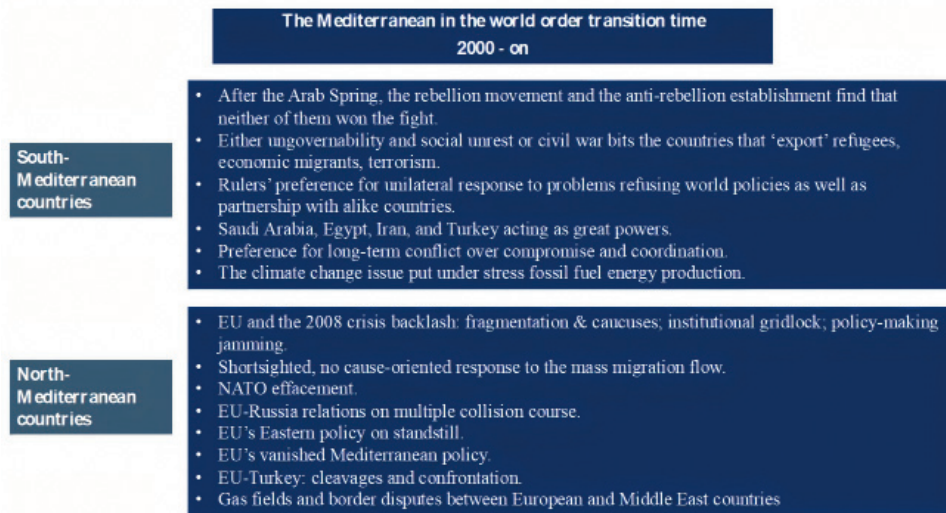 The Mediterranean in the world order transition time
2000 - on
South-
Mediterranean
countries
• After the Arab Spring, the rebellion movement and the anti-rebellion establishment find that
neither of them won the fight.
• Either ungovernability and social unrest or civil war bits the countries that ‘export’ refugees,
economic migrants, terrorism.
• Rulers’ preference for unilateral response to problems refusing world policies as well as
partnership with alike countries.
• Saudi Arabia, Egypt, Iran, and Turkey acting as great powers.
• Preference for long-term conflict over compromise and coordination.
• The climate change issue put under stress fossil fuel energy production.
North-
Mediterranean
countries
• EU and the 2008 crisis backlash: fragmentation & caucuses; institutional gridlock; policy-making
jamming.
• Shortsighted, no cause-oriented response to the mass migration flow.
• NATO effacement.
• EU-Russia relations on multiple collision course.
• EU’s Eastern policy on standstill.
• EU’s vanished Mediterranean policy.
• EU-Turkey: cleavages and confrontation.
• Gas fields and border disputes between European and Middle East countries